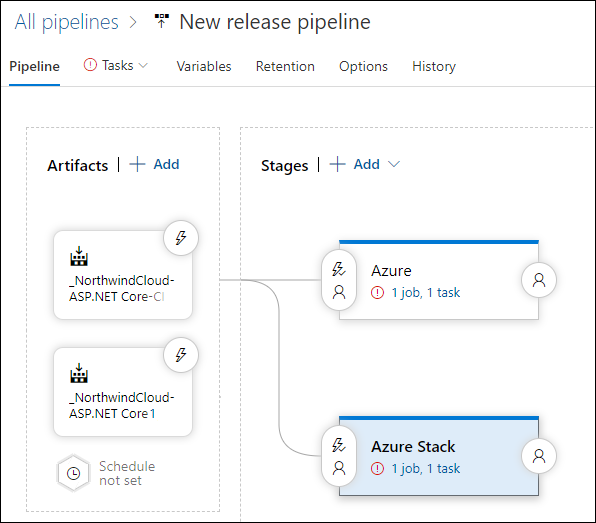 All pipelines > New release pipeline
Pipeline Tasks Variables Retention Options History
Artifacts | + Add
Stages | + Add
_NorthwindCloud-
ASP.NET Core-CI
_NorthwindCloud-
ASP.NET Core1
Schedule
not set
Azure
1 job, 1 task
Azure Stack
1 job, 1 task